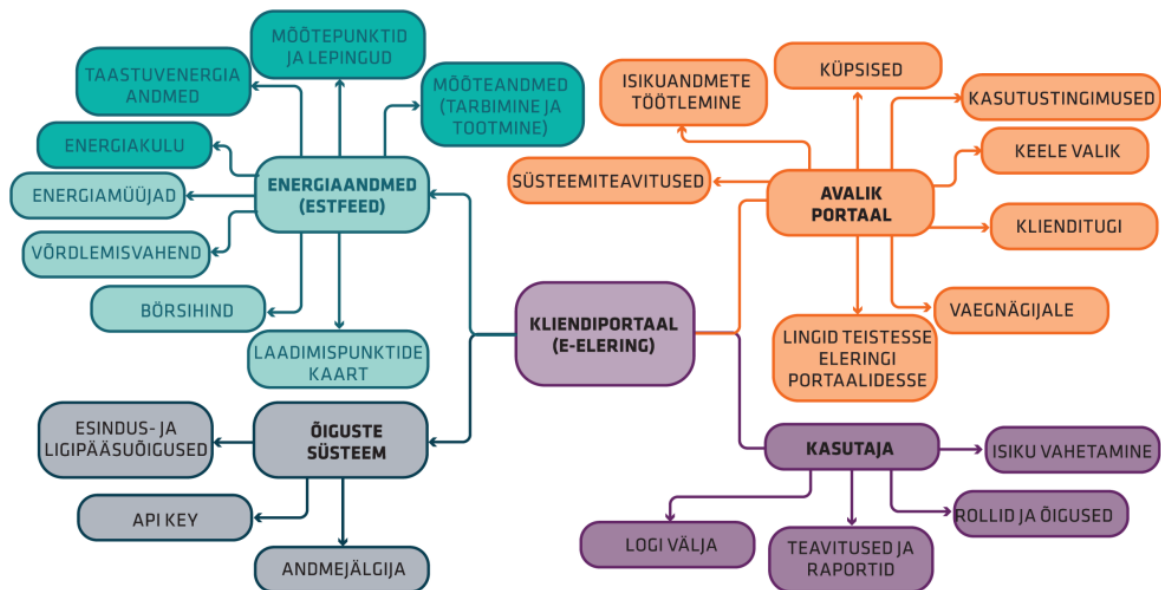 MÕÕTEPUNKTID
JA LEPINGUD
TAASTUVENERGIA
ANDMED
MÕÕTEANDMED
(TARBIMINE JA
TOOTMINE)
ENERGIAKULU
ENERGIAMÜÜJAD
ENERGIAANDMED
(ESTFEED)
VÕRDLEMISVAHEND
BÖRSIHIND
LAADIMISPUNKTIDE
KAART
ISIKUANDMETE
TÖÖTLEMINE
KÜPSISED
KASUTUSTINGIMUSED
KEELE VALIK
SÜSTEEMITEAVITUSED
AVALIK
PORTAAL
KLIENDITUGI
VAEGNÄGIJALE
LINGID TEISTESSE
ELERINGI
PORTAALIDESSE
KLIENDIPORTAAL
(E-ELERING)
ESINDUS- JA
LIGIPÄÄSUÕIGUSED
ÕIGUSTE
SÜSTEEM
API KEY
ANDMEJÄLGIJA
KASUTAJA
ISIKU VAHETAMINE
ROLLID JA ÕIGUSED
LOGI VÄLJA
TEAVITUSED JA
RAPORTID